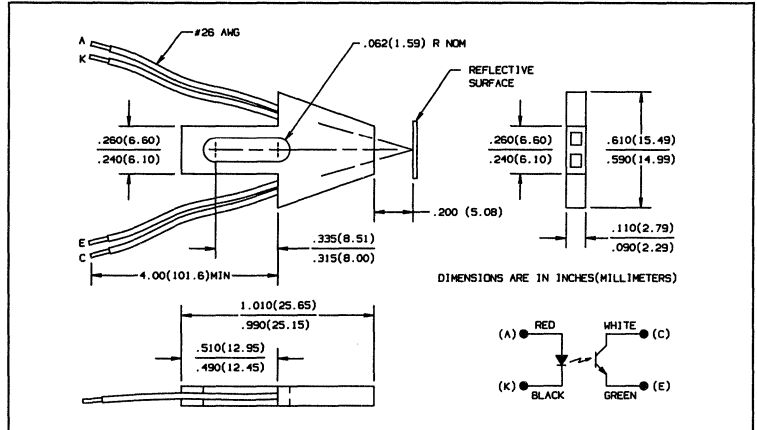 #26 AWG
A
K
.062(1.59) R NOM
REFLECTIVE
SURFACE
.260(6.60)
.240(6.10)
.260(6.60)
.240(6.10)
.610(15.49)
.590(14.99)
.200 (5.08)
E
C
.335(8.51)
.315(8.00)
.110(2.79)
.090(2.29)
4.00(101.6)MIN
DIMENSIONS ARE IN INCHES(MILLIMETERS)
1.010(25.65)
.990(25.15)
.510(12.95)
.490(12.45)
RED
WHITE
(A)
(C)
(K)
(E)
BLACK
GREEN